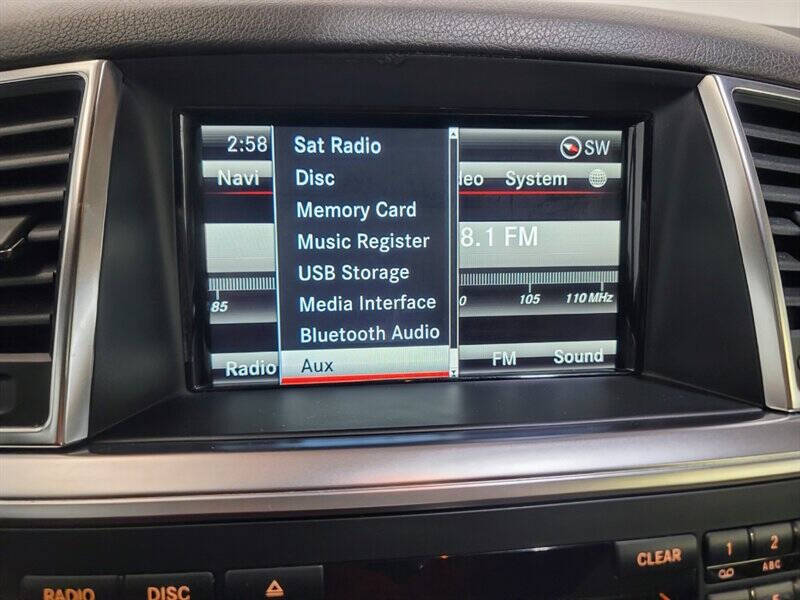 2:58
SW
Navi
leo
System
Sat Radio
Disc
Memory Card
Music Register
USB Storage
Media Interface
Bluetooth Audio
Aux
8.1 FM
85
0
105
110 MHz
Radio
FM
Sound
CLEAR
1
2
ABC
RADIO
DISC